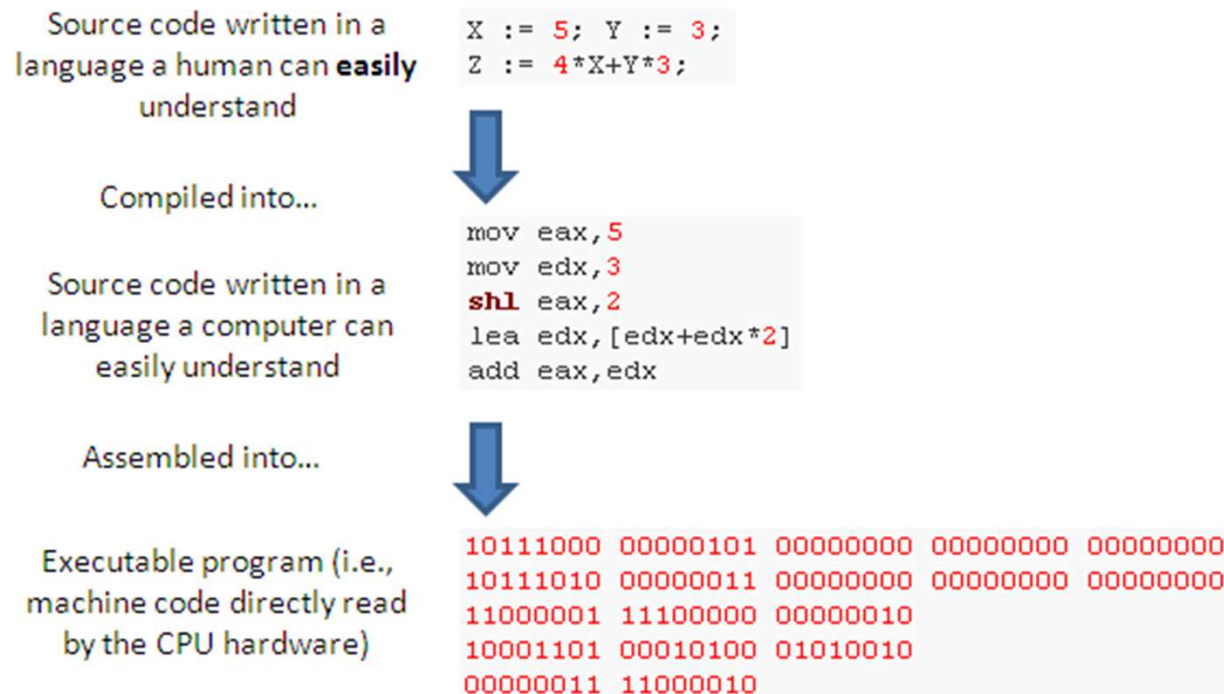 Source code written in a
language a human can easily
understand
X := 5; Y := 3;
Z := 4*X+Y*3;
Compiled into...
Source code written in a
language a computer can
easily understand
mov eax,5
mov edx,3
shl eax,2
lea edx,[edx+edx*2]
add eax,edx
Assembled into...
Executable program (i.e.,
machine code directly read
by the CPU hardware)
10111000 00000101 00000000 00000000 00000000
10111010 00000011 00000000 00000000 00000000
11000001 11100000 00000010
10001101 00010100 01010010
00000011 11000010